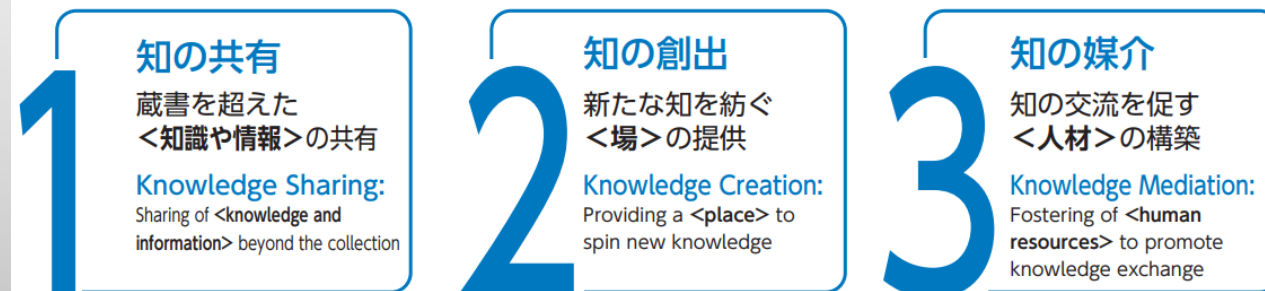 1
知の共有
蔵書を超えた
<知識や情報>の共有
Knowledge Sharing:
Sharing of <knowledge and
information> beyond the collection
2
知の創出
新たな知を紡ぐ
<場>の提供
Knowledge Creation:
Providing a <place> to
spin new knowledge
3
知の媒介
知の交流を促す
<人材>の構築
Knowledge Mediation:
Fostering of <human
resources> to promote
knowledge exchange